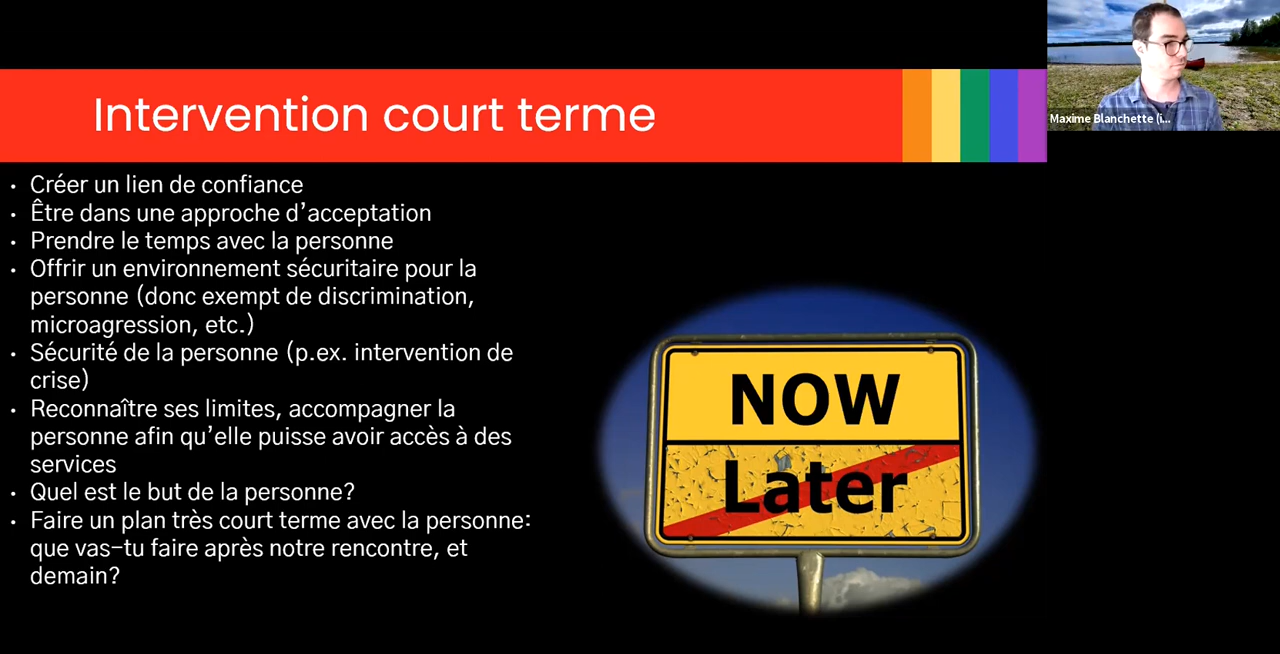 Intervention court terme
Maxime Blanchette (i...
• Créer un lien de confiance
• Être dans une approche d’acceptation
• Prendre le temps avec la personne
• Offrir un environnement sécuritaire pour la
personne (donc exempt de discrimination,
microagression, etc.)
• Sécurité de la personne (p.ex. intervention de
crise)
• Reconnaître ses limites, accompagner la
personne afin qu’elle puisse avoir accès à des
services
• Quel est le but de la personne?
• Faire un plan très court terme avec la personne:
que vas-tu faire après notre rencontre, et
demain?
NOW
Later